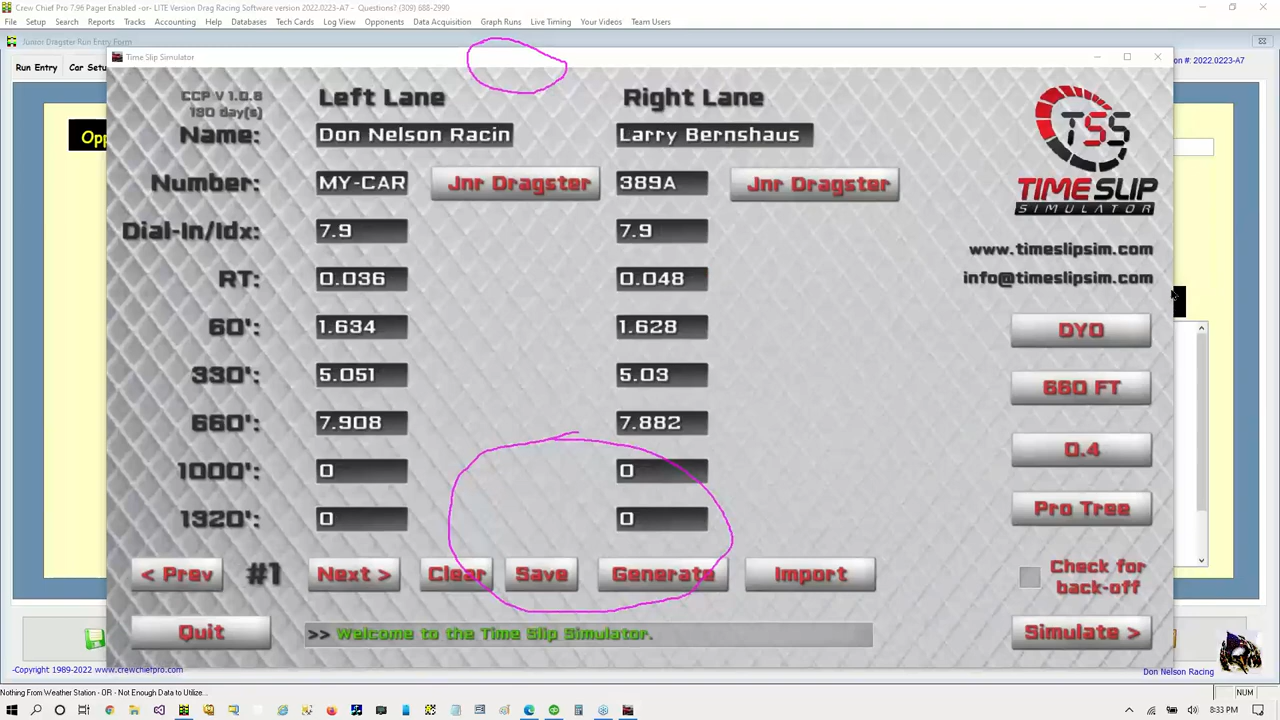 Crew Chief Pro 7.96 Pager Enabled -or- LITE Version Drag Racing Software version 2022.0223-A7 - Questions? (309) 688-2990
File Setup Search Reports Tracks Accounting Help Databases Tech Cards Log View Opponents Data Acquisition Graph Runs Live Timing Your Videos Team Users
Junior Dragster Run Entry Form
Time Slip Simulator
Run Entry Car Setu
n #: 2022.0223-A7
Opp
CCP V 1.0.8
190 day(s)
Left Lane Right Lane
Name: Don Nelson Racin Larry Bernshaus
Number: MY-CAR Jnr Dragster 389A Jnr Dragster
TSS
TIME SLIP
SIMULATOR
Dial-In/Idx: 7.9 7.9
www.timeslipsim.com
RT: 0.036 0.048
info@timeslipsim.com
60': 1.634 1.628
DYO
330': 5.051 5.03
660 FT
660': 7.908 7.882
0.4
1000': 0 0
1320': 0 0
Pro Tree
< Prev #1 Next > Clear Save Generate Import
Check for
back-off
Quit >> Welcome to the Time Slip Simulator. Simulate >
-Copyright 1989-2022 www.crewchiefpro.com
Don Nelson Racing
Nothing From Weather Station - OR - Not Enough Data to Utilize...
NUM
8:33 PM